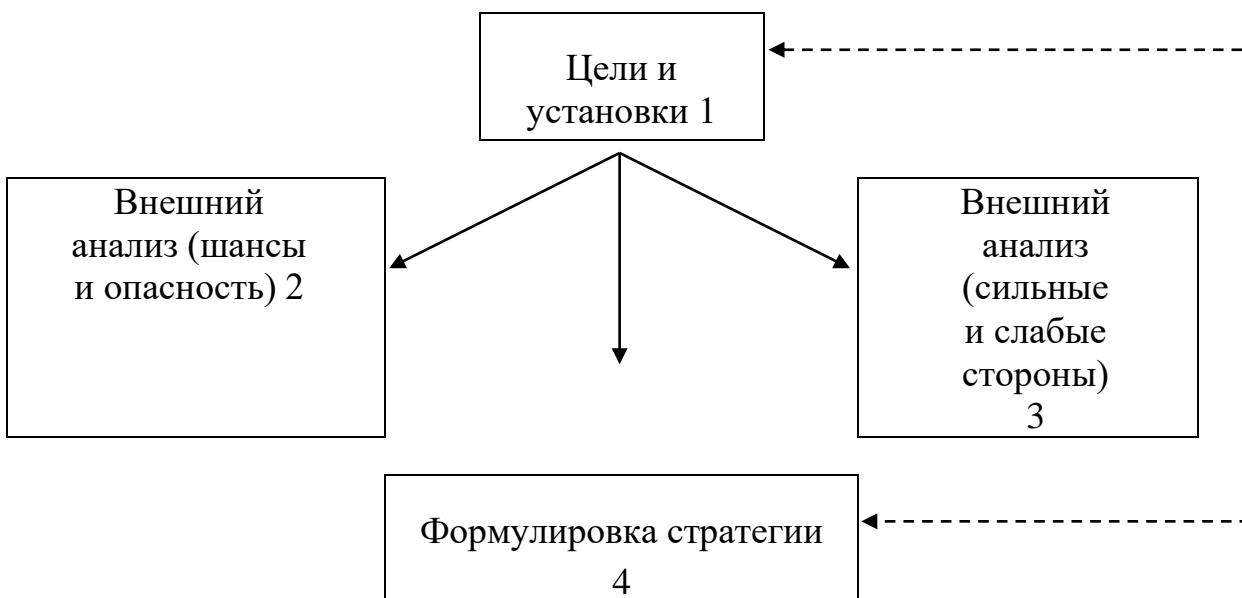 Цели и
установки 1
Внешний
анализ (шансы
и опасность) 2
Внешний
анализ
(сильные
и слабые
стороны)
3
Формулировка стратегии
4